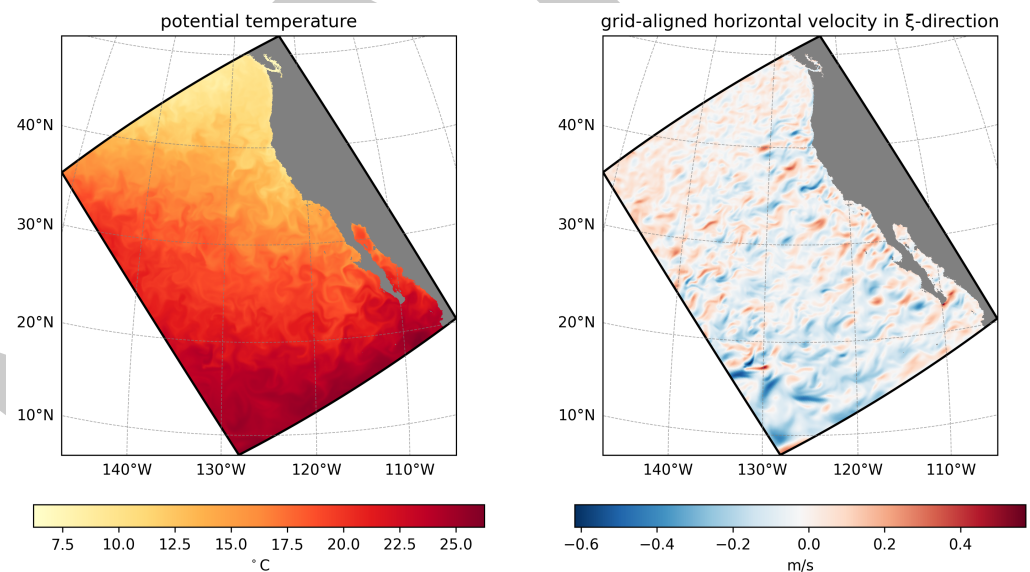 potential temperature
40°N
30°N
20°N
10°N
140°W 130°W 120°W 110°W
7.5 10.0 12.5 15.0 17.5 20.0 22.5 25.0
°C
grid-aligned horizontal velocity in ξ-direction
40°N
30°N
20°N
10°N
140°W 130°W 120°W 110°W
−0.6 −0.4 −0.2 0.0 0.2 0.4
m/s